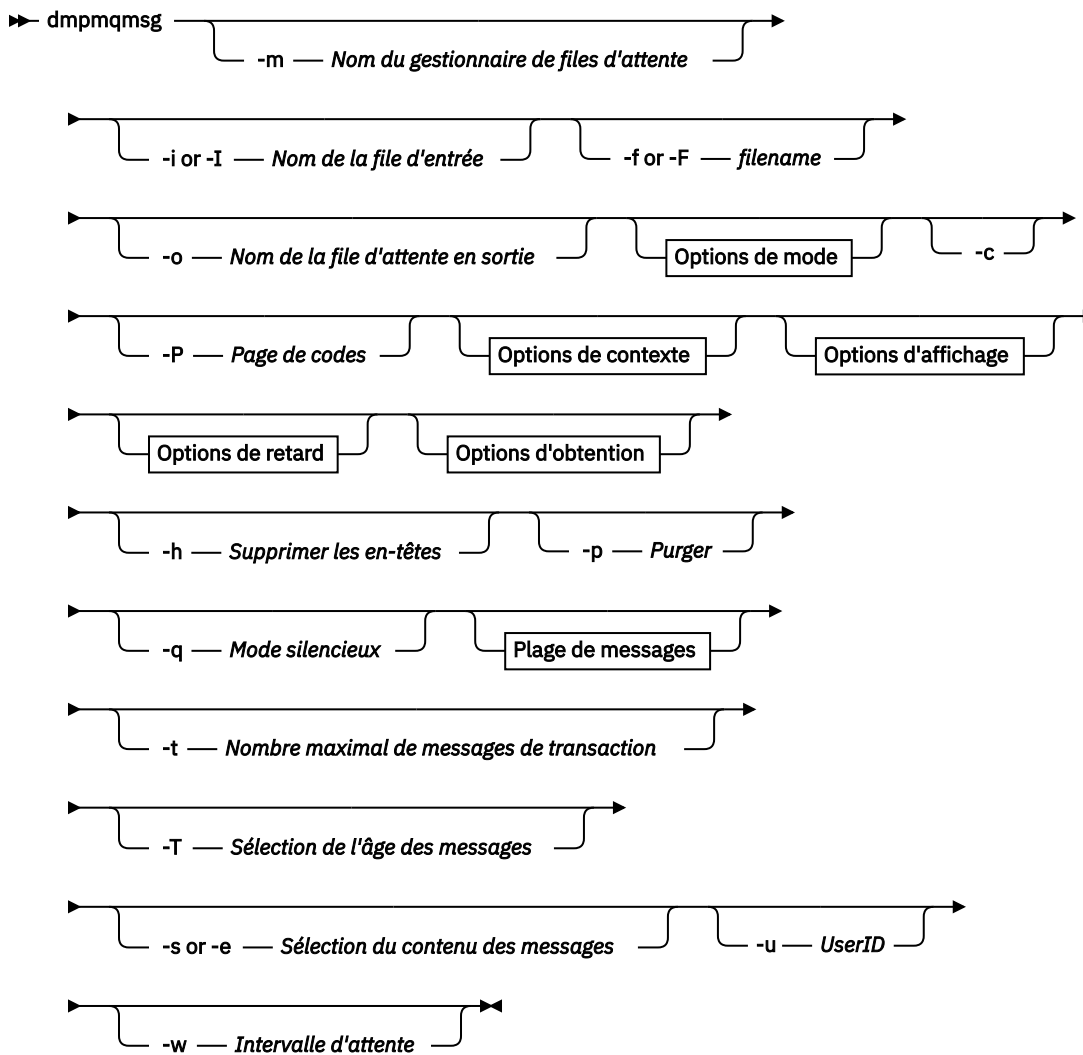 dmpmqmsg
-m Nom du gestionnaire de files d'attente
-i or -I Nom de la file d'entrée -f or -F filename
-o Nom de la file d'attente en sortie Options de mode -c
-P Page de codes Options de contexte Options d'affichage
Options de retard Options d'obtention
-h Supprimer les en-têtes -p Purger
-q Mode silencieux Plage de messages
-t Nombre maximal de messages de transaction
-T Sélection de l'âge des messages
-s or -e Sélection du contenu des messages -u UserID
-w Intervalle d'attente